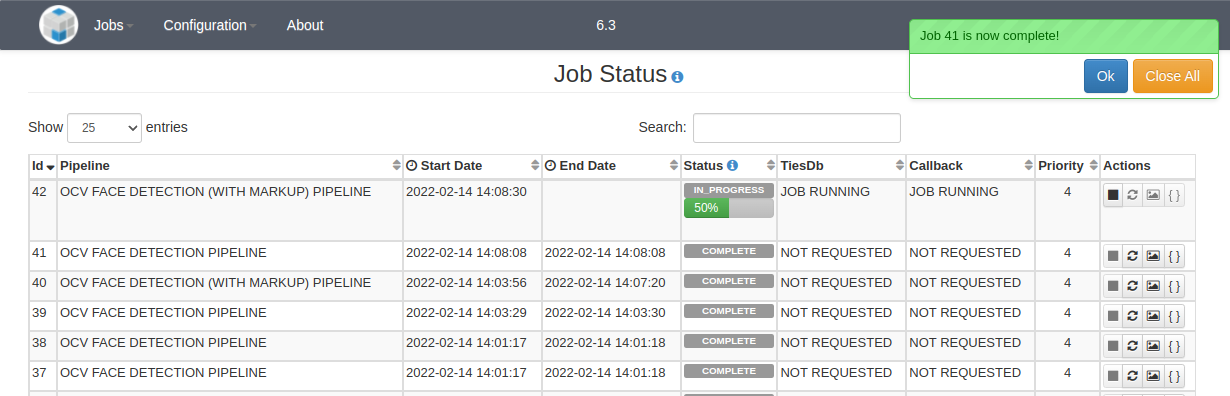 Jobs Configuration About 6.3
Job 41 is now complete!
Ok Close All
Job Status
Show 25 entries Search:
Id Pipeline Start Date End Date Status TiesDb Callback Priority Actions
42 OCV FACE DETECTION (WITH MARKUP) PIPELINE 2022-02-14 14:08:30 IN_PROGRESS JOB RUNNING JOB RUNNING 4 { }
50%
41 OCV FACE DETECTION PIPELINE 2022-02-14 14:08:08 2022-02-14 14:08:08 COMPLETE NOT REQUESTED NOT REQUESTED 4 { }
40 OCV FACE DETECTION (WITH MARKUP) PIPELINE 2022-02-14 14:03:56 2022-02-14 14:07:20 COMPLETE NOT REQUESTED NOT REQUESTED 4 { }
39 OCV FACE DETECTION PIPELINE 2022-02-14 14:03:29 2022-02-14 14:03:30 COMPLETE NOT REQUESTED NOT REQUESTED 4 { }
38 OCV FACE DETECTION PIPELINE 2022-02-14 14:01:17 2022-02-14 14:01:18 COMPLETE NOT REQUESTED NOT REQUESTED 4 { }
37 OCV FACE DETECTION PIPELINE 2022-02-14 14:01:17 2022-02-14 14:01:18 COMPLETE NOT REQUESTED NOT REQUESTED 4 { }